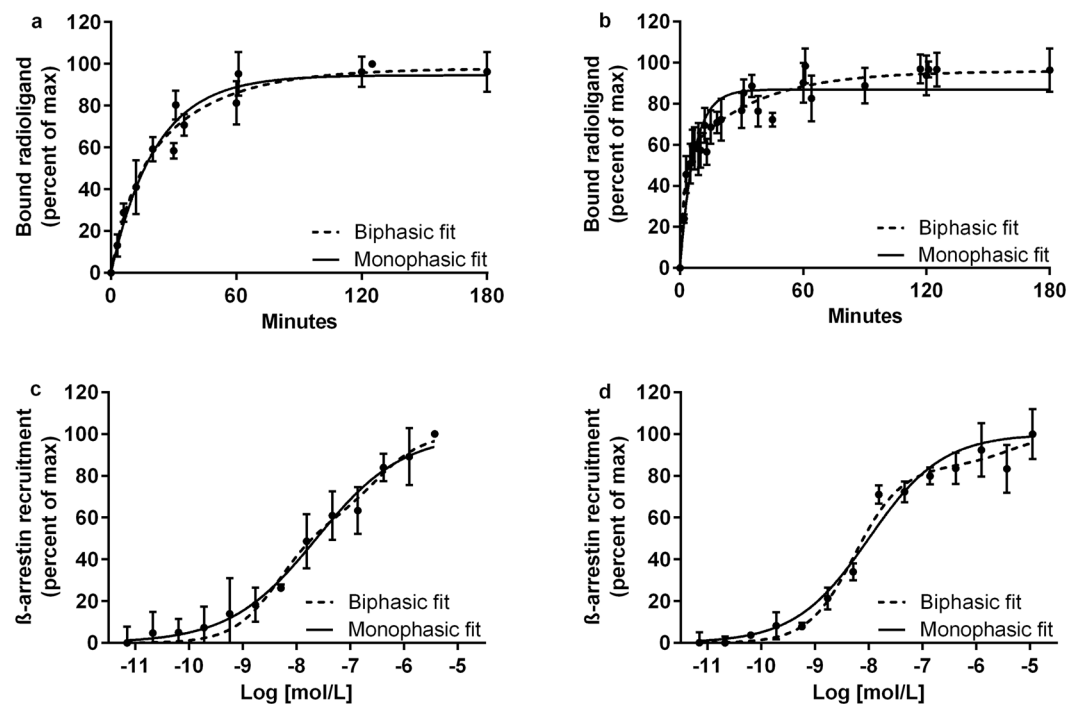 a
120
100
80
60
40
20
0
Bound radioligand
(percent of max)
Biphasic fit
Monophasic fit
0 60 120 180
Minutes
b
120
100
80
60
40
20
0
Bound radioligand
(percent of max)
Biphasic fit
Monophasic fit
0 60 120 180
Minutes
c
120
100
80
60
40
20
0
ß-arrestin recruitment
(percent of max)
Biphasic fit
Monophasic fit
-11 -10 -9 -8 -7 -6 -5
Log [mol/L]
d
120
100
80
60
40
20
0
ß-arrestin recruitment
(percent of max)
Biphasic fit
Monophasic fit
-11 -10 -9 -8 -7 -6 -5
Log [mol/L]